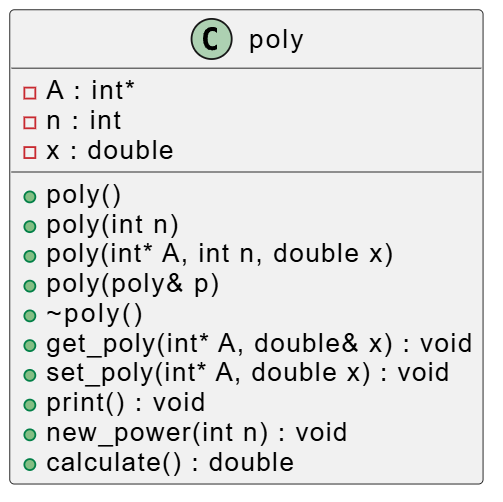 C poly
A : int*
n : int
x : double
poly()
poly(int n)
poly(int* A, int n, double x)
poly(poly& p)
~poly()
get_poly(int* A, double& x) : void
set_poly(int* A, double x) : void
print() : void
new_power(int n) : void
calculate() : double